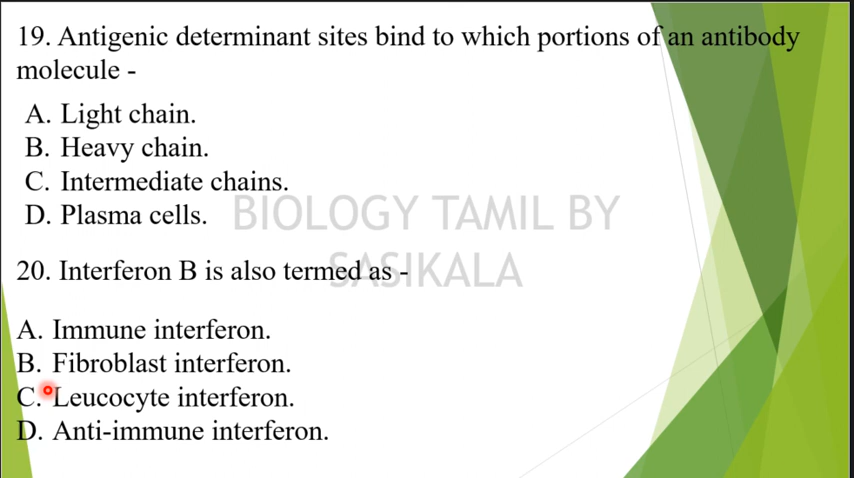 19. Antigenic determinant sites bind to which portions of an antibody
molecule -
A. Light chain.
B. Heavy chain.
C. Intermediate chains.
D. Plasma cells.
BIOLOGY TAMIL BY
SASIKALA
20. Interferon B is also termed as -
A. Immune interferon.
B. Fibroblast interferon.
C. Leucocyte interferon.
D. Anti-immune interferon.